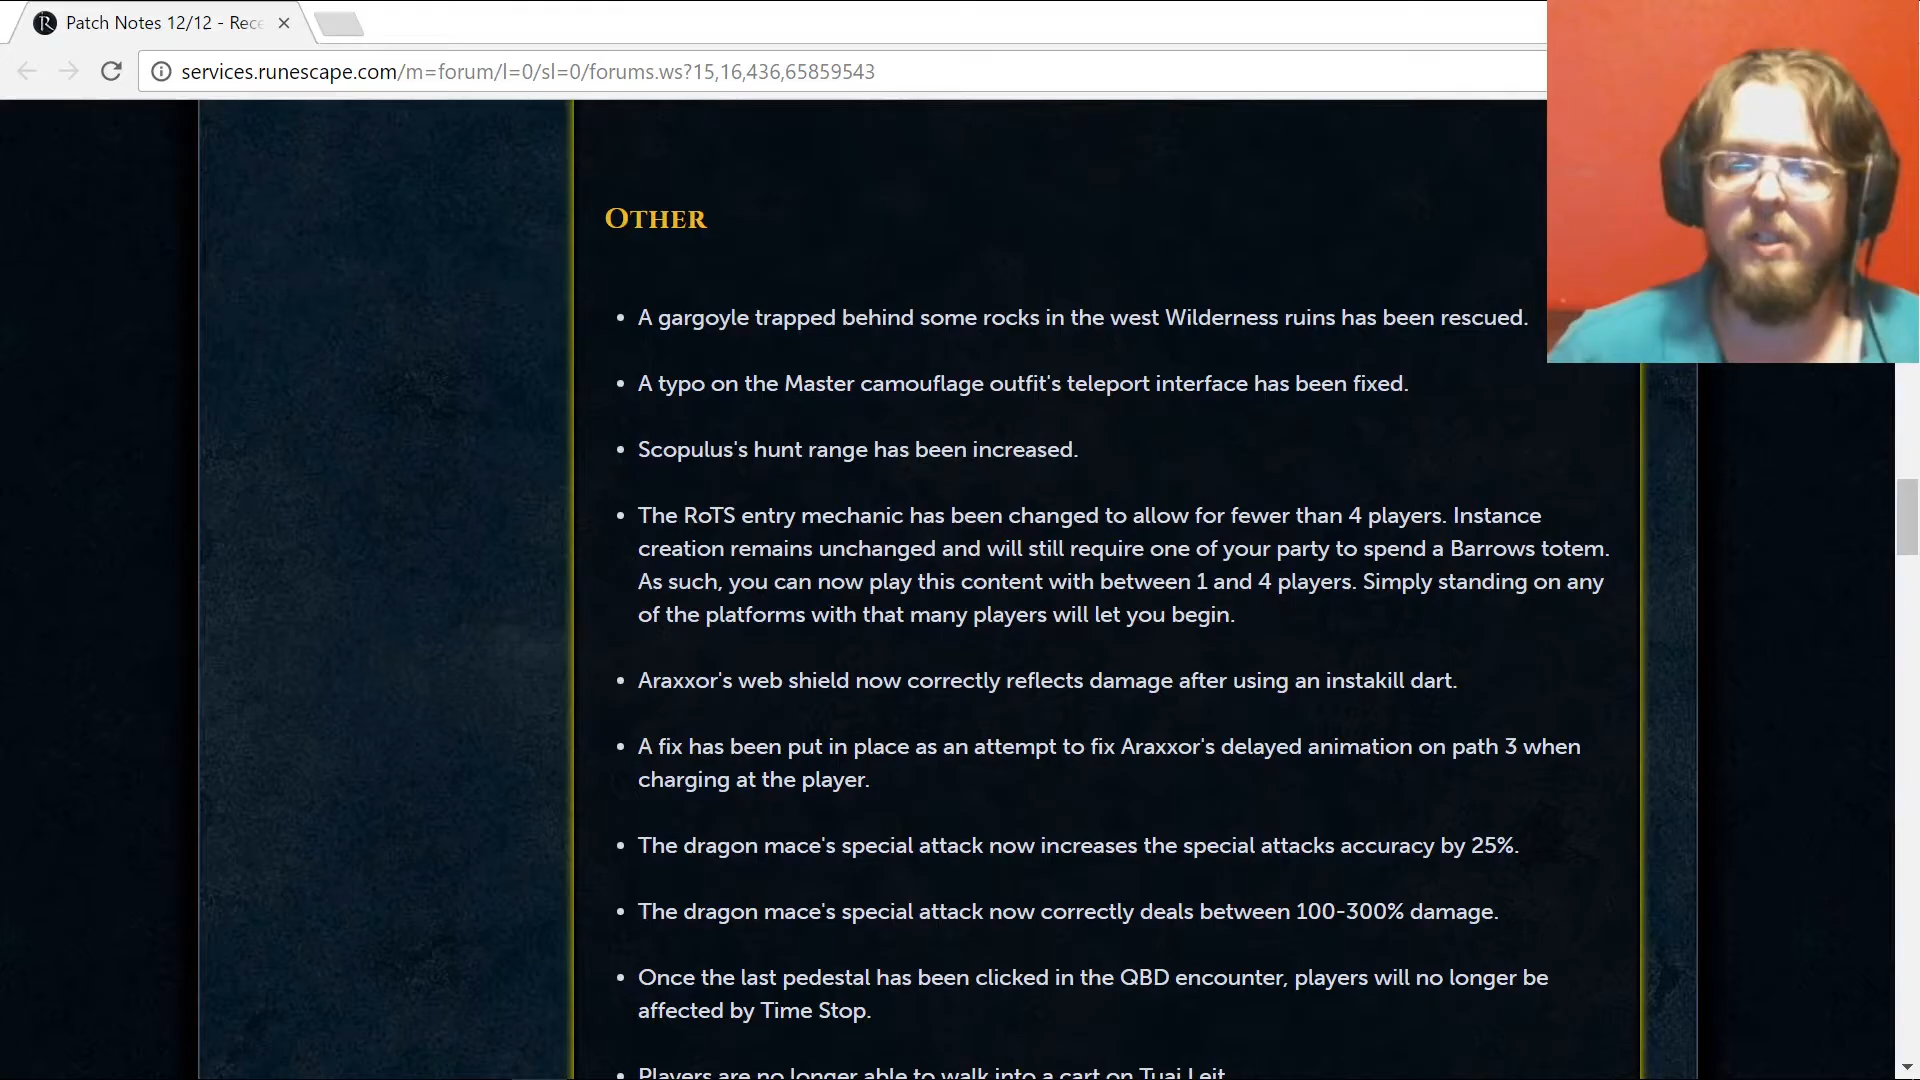 Patch Notes 12/12 - Rece
services.runescape.com/m=forum/l=0/sl=0/forums.ws?15,16,436,65859543
OTHER
• A gargoyle trapped behind some rocks in the west Wilderness ruins has been rescued.
• A typo on the Master camouflage outfit's teleport interface has been fixed.
• Scopulus's hunt range has been increased.
• The RoTS entry mechanic has been changed to allow for fewer than 4 players. Instance
creation remains unchanged and will still require one of your party to spend a Barrows totem.
As such, you can now play this content with between 1 and 4 players. Simply standing on any
of the platforms with that many players will let you begin.
• Araxxor's web shield now correctly reflects damage after using an instakill dart.
• A fix has been put in place as an attempt to fix Araxxor's delayed animation on path 3 when
charging at the player.
• The dragon mace's special attack now increases the special attacks accuracy by 25%.
• The dragon mace's special attack now correctly deals between 100-300% damage.
• Once the last pedestal has been clicked in the QBD encounter, players will no longer be
affected by Time Stop.
• Players are no longer able to walk into a cart on Tuai Leit.